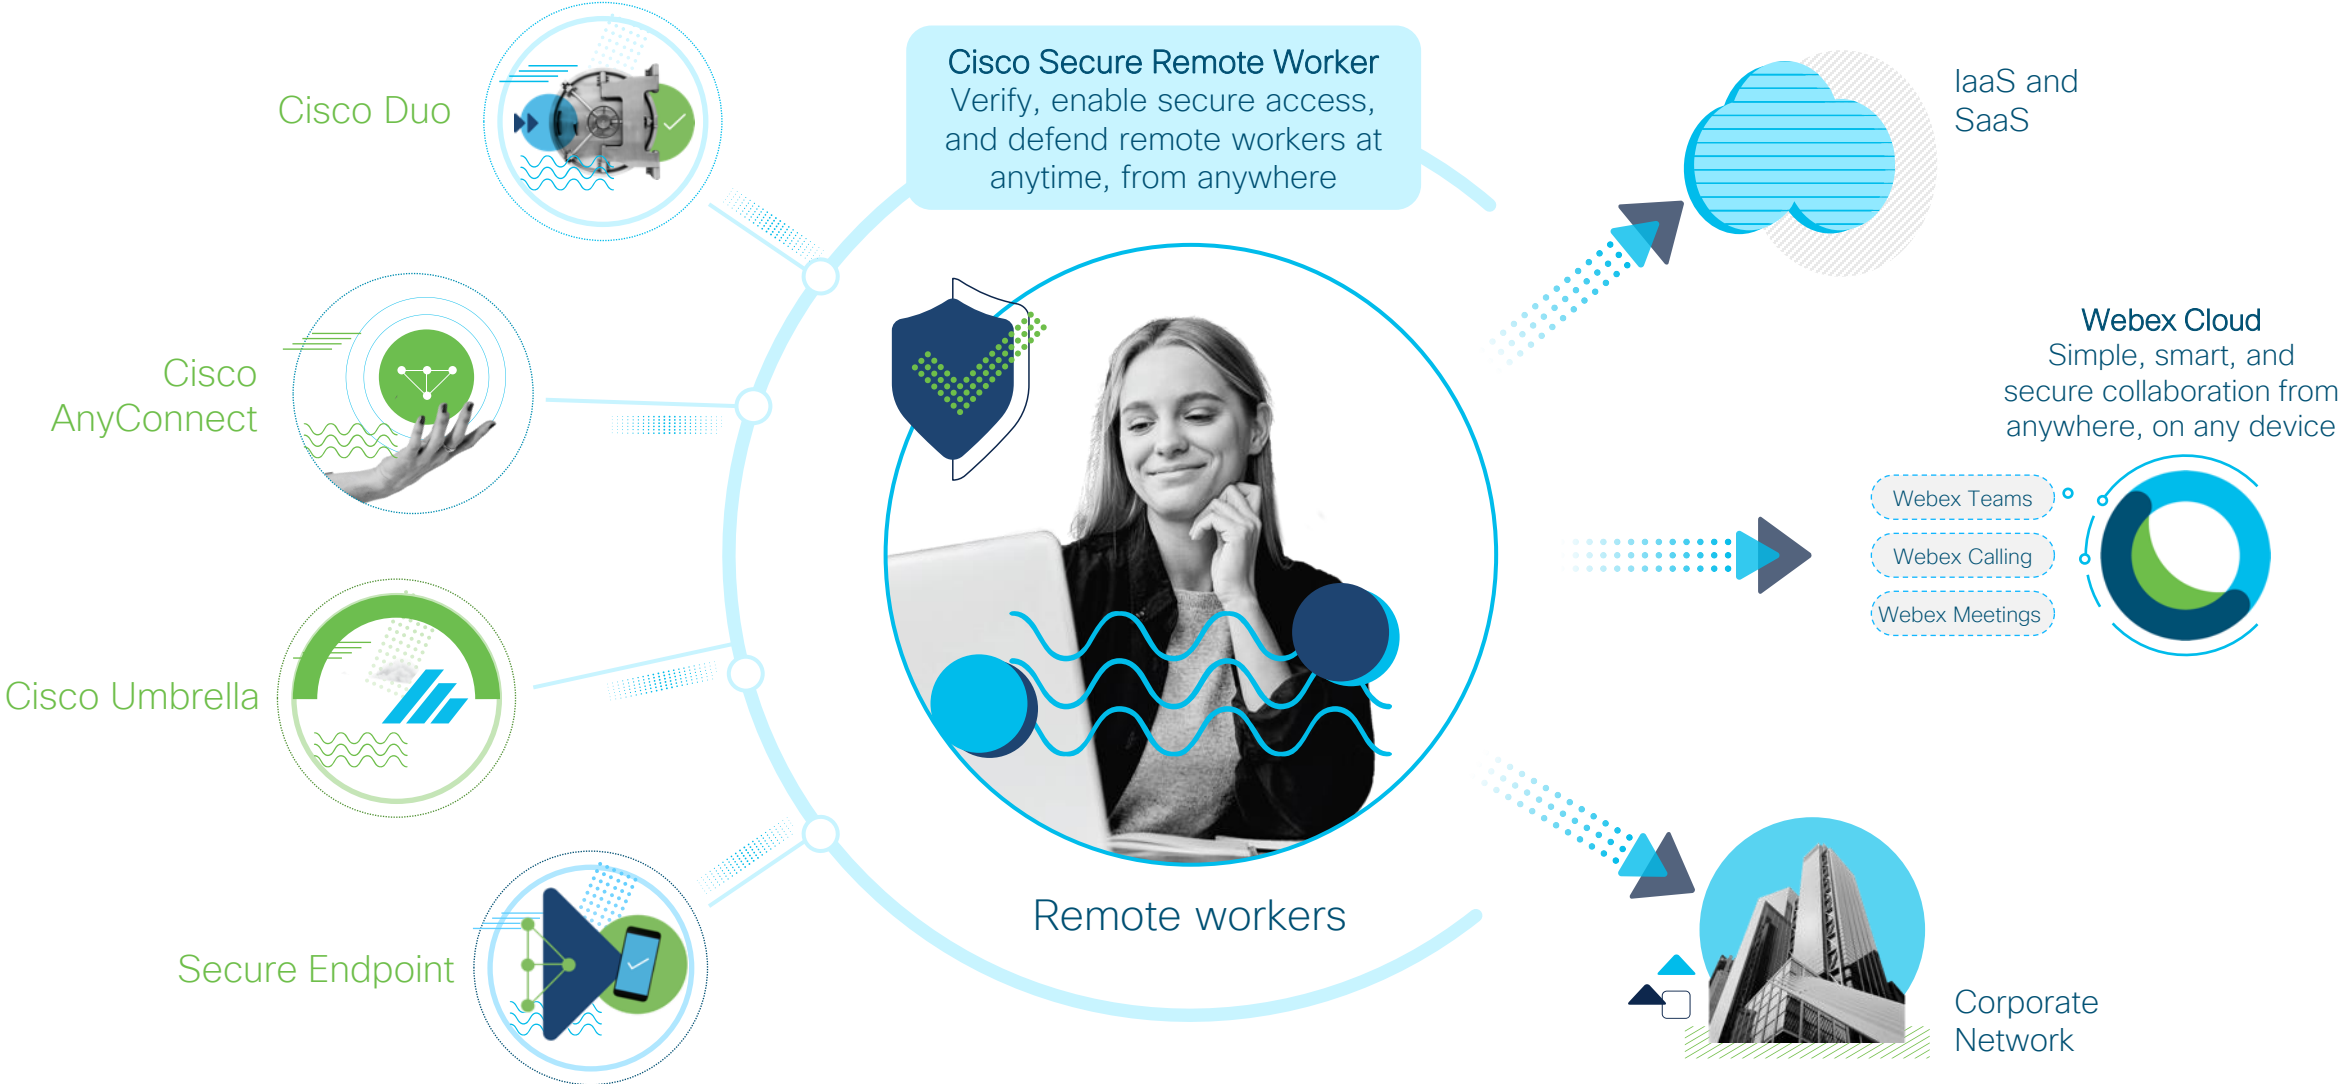 Cisco Duo
Cisco
AnyConnect
Cisco Umbrella
Secure Endpoint
Cisco Secure Remote Worker
Verify, enable secure access,
and defend remote workers at
anytime, from anywhere
Remote workers
IaaS and
SaaS
Webex Cloud
Simple, smart, and
secure collaboration from
anywhere, on any device
Webex Teams
Webex Calling
Webex Meetings
Corporate
Network